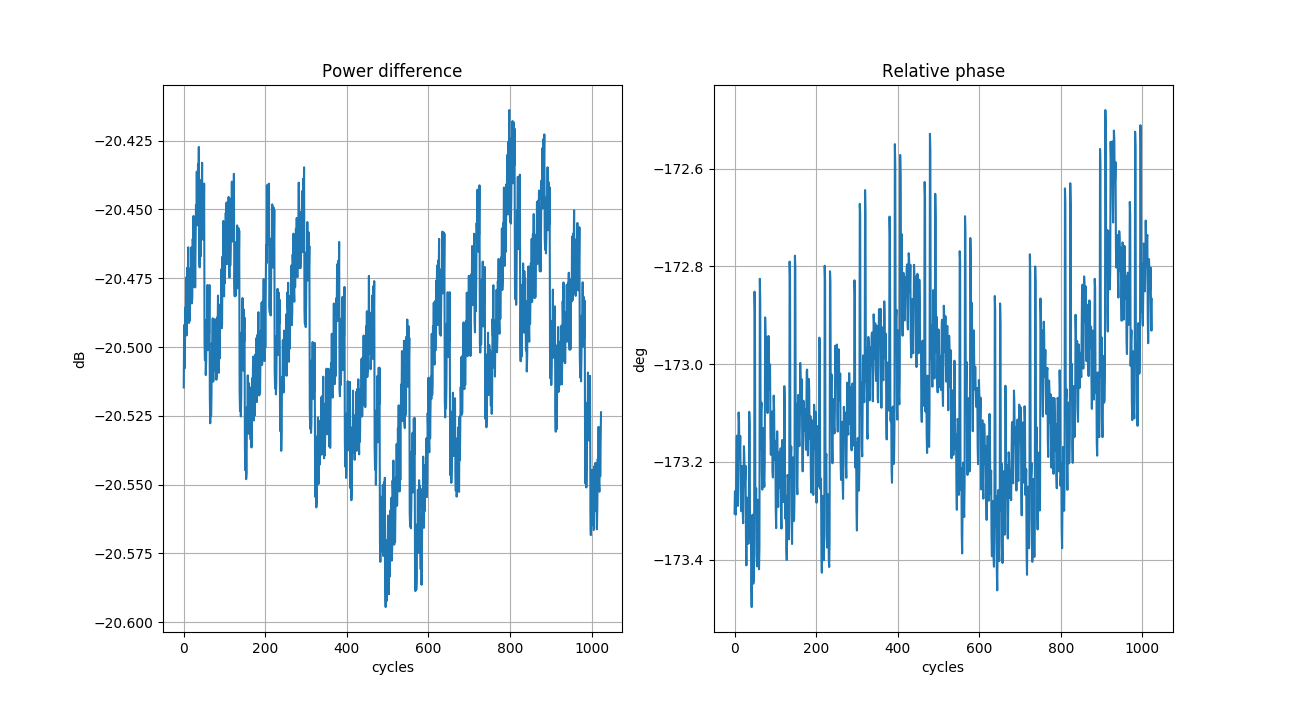 Power difference
−20.425
−20.450
−20.475
−20.500
−20.525
−20.550
−20.575
−20.600
dB
0 200 400 600 800 1000
cycles
Relative phase
−172.6
−172.8
−173.0
−173.2
−173.4
deg
0 200 400 600 800 1000
cycles